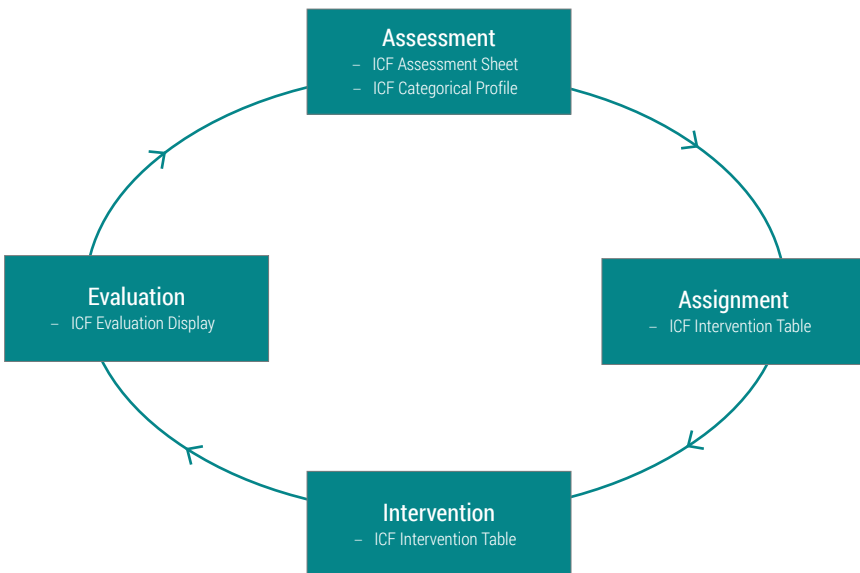 Assessment
– ICF Assessment Sheet
– ICF Categorical Profile
Evaluation
– ICF Evaluation Display
Assignment
– ICF Intervention Table
Intervention
– ICF Intervention Table